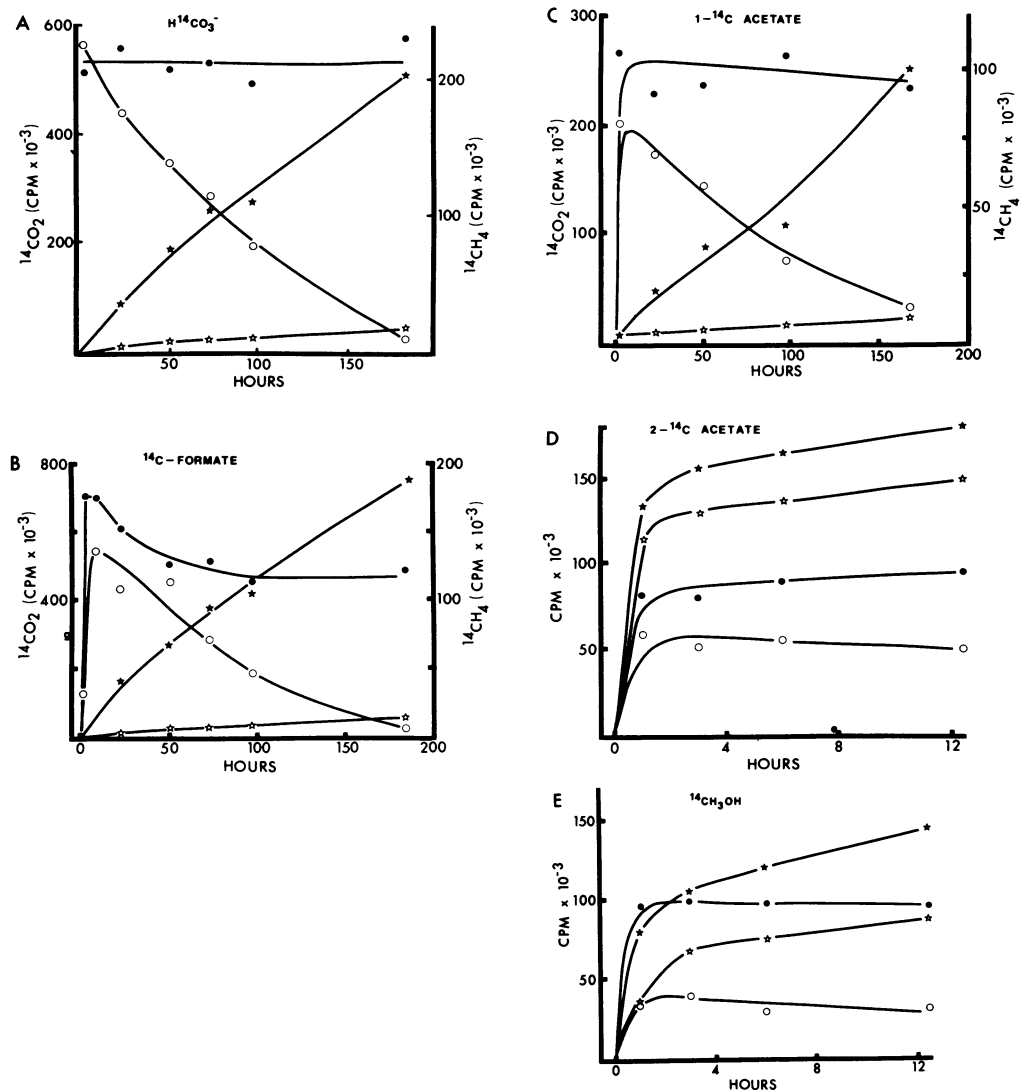 A
H¹⁴CO₃⁻
600
400
200
¹⁴CO₂ (CPM x 10⁻³)
200
100
¹⁴CH₄ (CPM x 10⁻³)
50 100 150
HOURS
B
¹⁴C-FORMATE
800
400
¹⁴CO₂ (CPM x 10⁻³)
200
100
¹⁴CH₄ (CPM x 10⁻³)
0 50 100 150 200
HOURS
C
1-¹⁴C ACETATE
300
200
100
¹⁴CO₂ (CPM x 10⁻³)
100
50
¹⁴CH₄ (CPM x 10⁻³)
0 50 100 150 200
HOURS
D
2-¹⁴C ACETATE
150
100
50
CPM x 10⁻³
0 4 8 12
HOURS
E
¹⁴CH₃OH
150
100
50
CPM x 10⁻³
0 4 8 12
HOURS